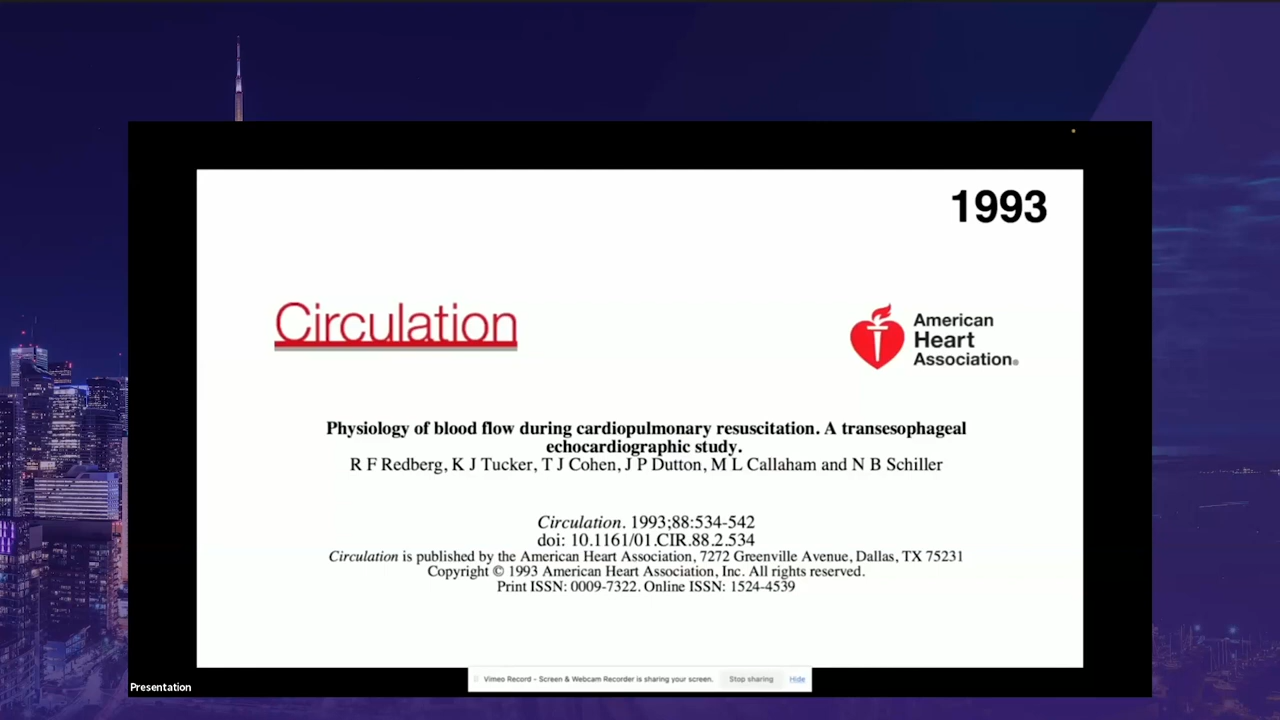 1993
Circulation
American
Heart
Association®
Physiology of blood flow during cardiopulmonary resuscitation. A transesophageal
echocardiographic study.
R F Redberg, K J Tucker, T J Cohen, J P Dutton, M L Callaham and N B Schiller
Circulation. 1993;88:534-542
doi: 10.1161/01.CIR.88.2.534
Circulation is published by the American Heart Association, 7272 Greenville Avenue, Dallas, TX 75231
Copyright © 1993 American Heart Association, Inc. All rights reserved.
Print ISSN: 0009-7322. Online ISSN: 1524-4539
Vimeo Record - Screen & Webcam Recorder is sharing your screen. Stop sharing Hide
Presentation